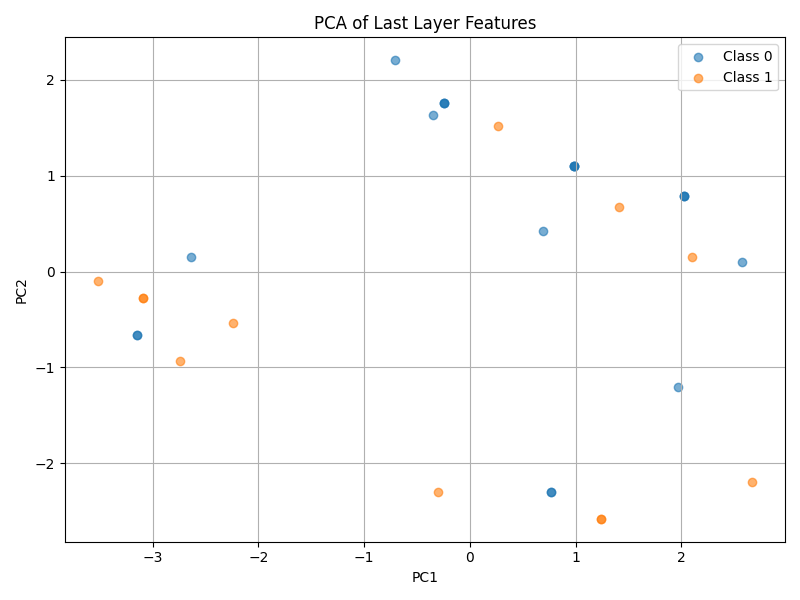 PCA of Last Layer Features
Class 0
Class 1
PC2
2
1
0
−1
−2
−3
−2
−1
0
1
2
PC1